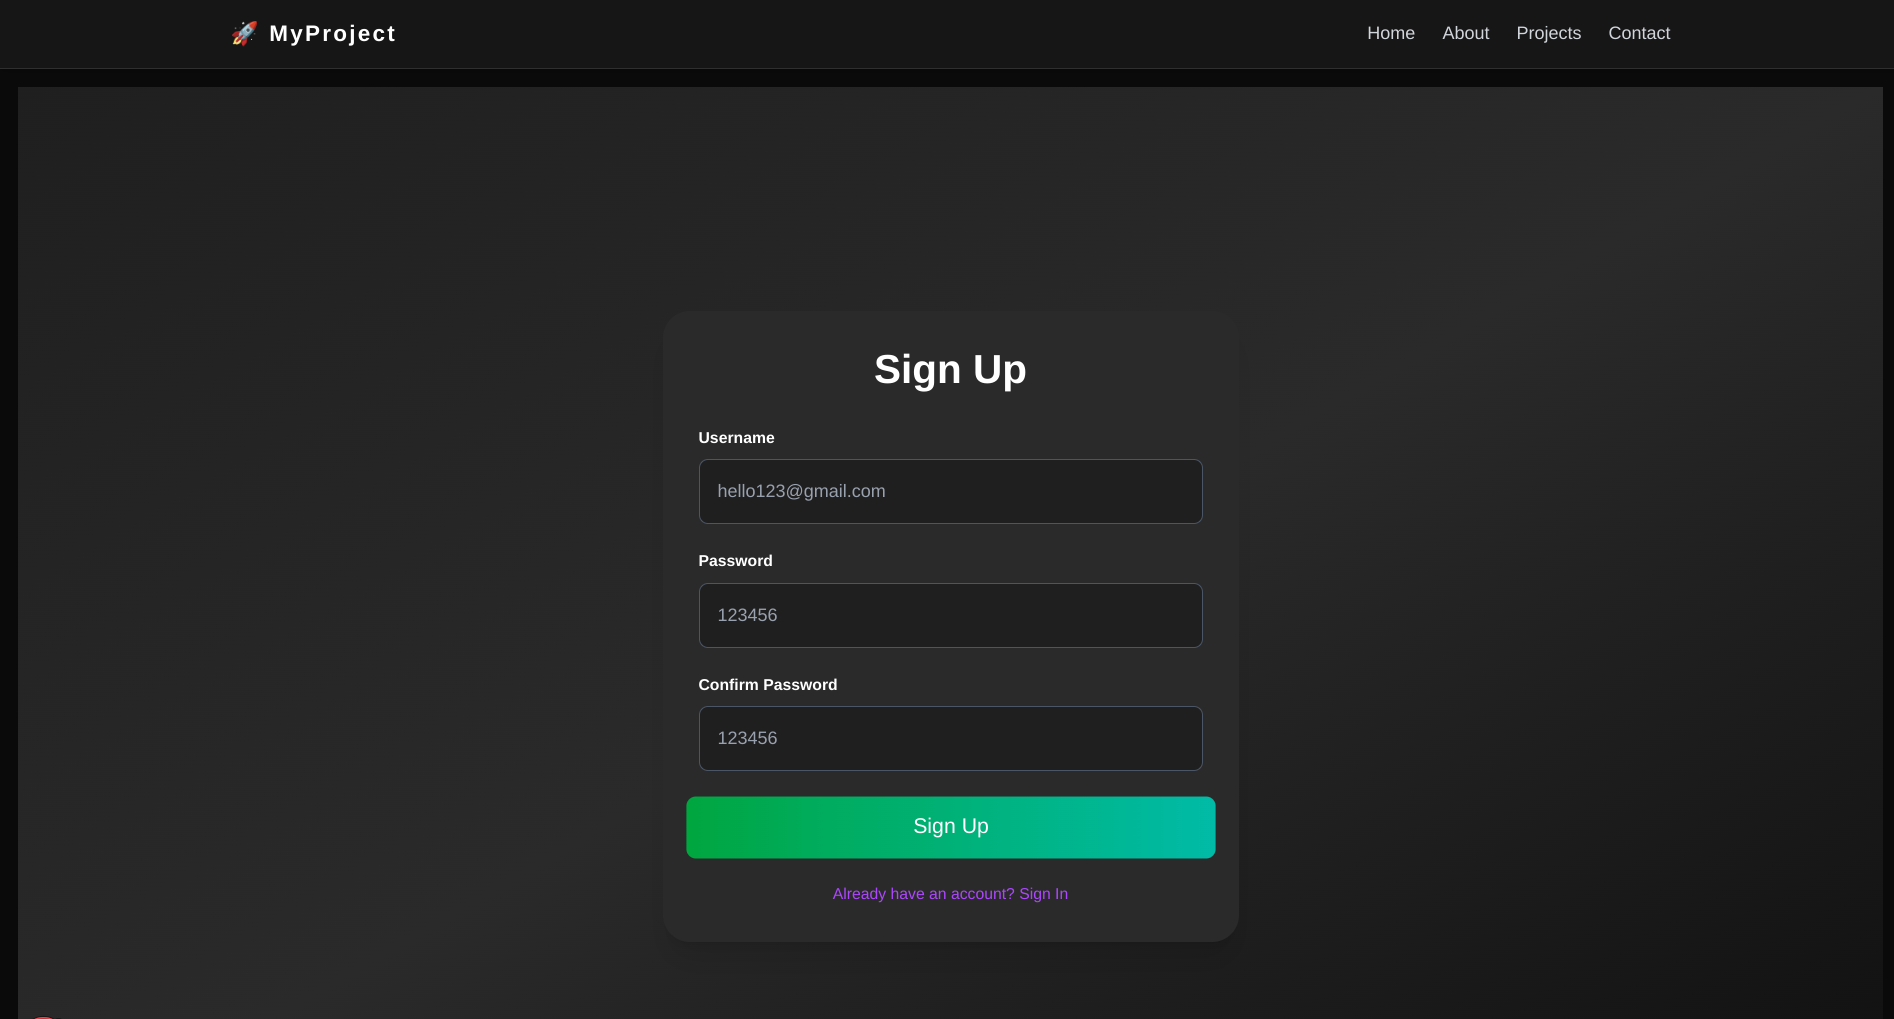 🚀 MyProject
Home About Projects Contact
Sign Up
Username
hello123@gmail.com
Password
123456
Confirm Password
123456
Sign Up
Already have an account? Sign In